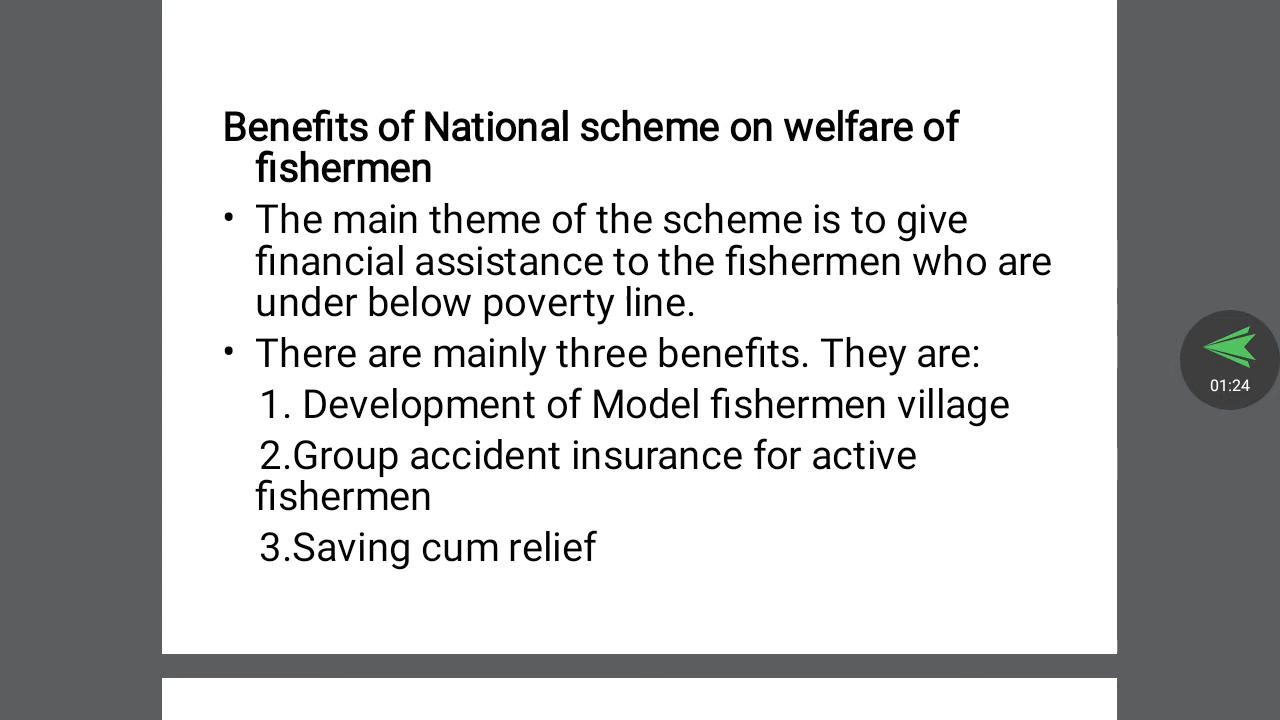 Benefits of National scheme on welfare of
fishermen
• The main theme of the scheme is to give
financial assistance to the fishermen who are
under below poverty line.
• There are mainly three benefits. They are:
1. Development of Model fishermen village
2.Group accident insurance for active
fishermen
3.Saving cum relief
01:24